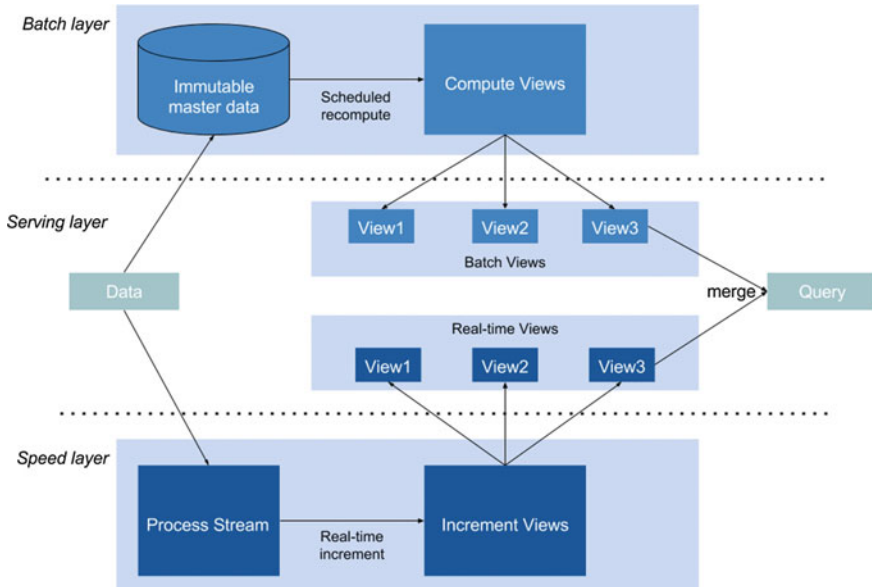 Batch layer
Immutable
master data
Scheduled
recompute
Compute Views
Serving layer
View1
View2
View3
Batch Views
Data
merge
Query
Real-time Views
View1
View2
View3
Speed layer
Process Stream
Real-time
increment
Increment Views